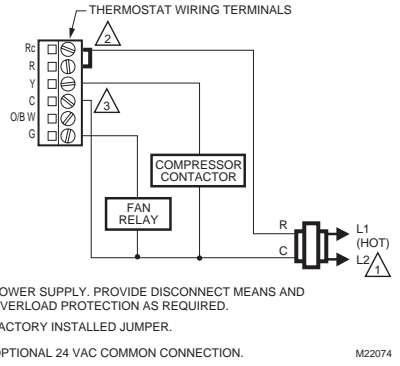 THERMOSTAT WIRING TERMINALS
Rc
2
R
Y
C
3
O/B W
G
COMPRESSOR
CONTACTOR
FAN
RELAY
R
L1
(HOT)
C
L2
1
OWER SUPPLY. PROVIDE DISCONNECT MEANS AND
VERLOAD PROTECTION AS REQUIRED.
ACTORY INSTALLED JUMPER.
PTIONAL 24 VAC COMMON CONNECTION.
M22074